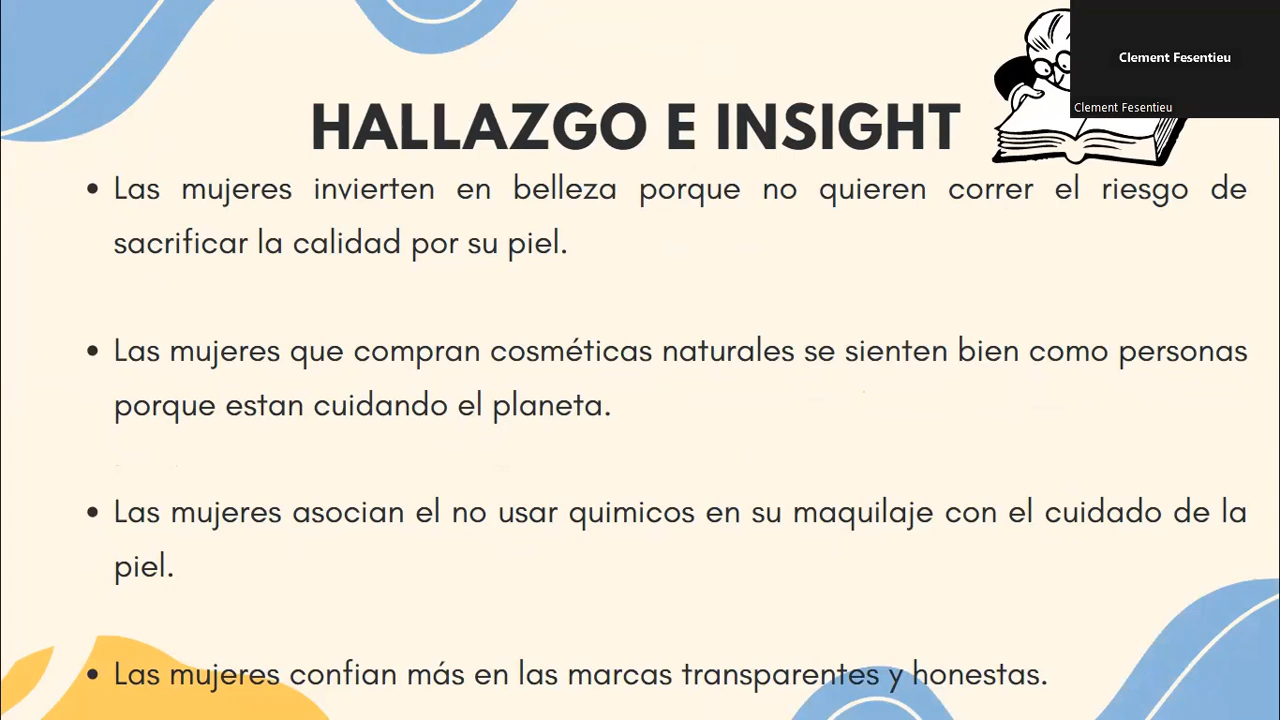 Clement Fesentieu
Clement Fesentieu
HALLAZGO E INSIGHT
• Las mujeres invierten en belleza porque no quieren correr el riesgo de
sacrificar la calidad por su piel.
• Las mujeres que compran cosméticas naturales se sienten bien como personas
porque estan cuidando el planeta.
• Las mujeres asocian el no usar quimicos en su maquilaje con el cuidado de la
piel.
• Las mujeres confian más en las marcas transparentes y honestas.